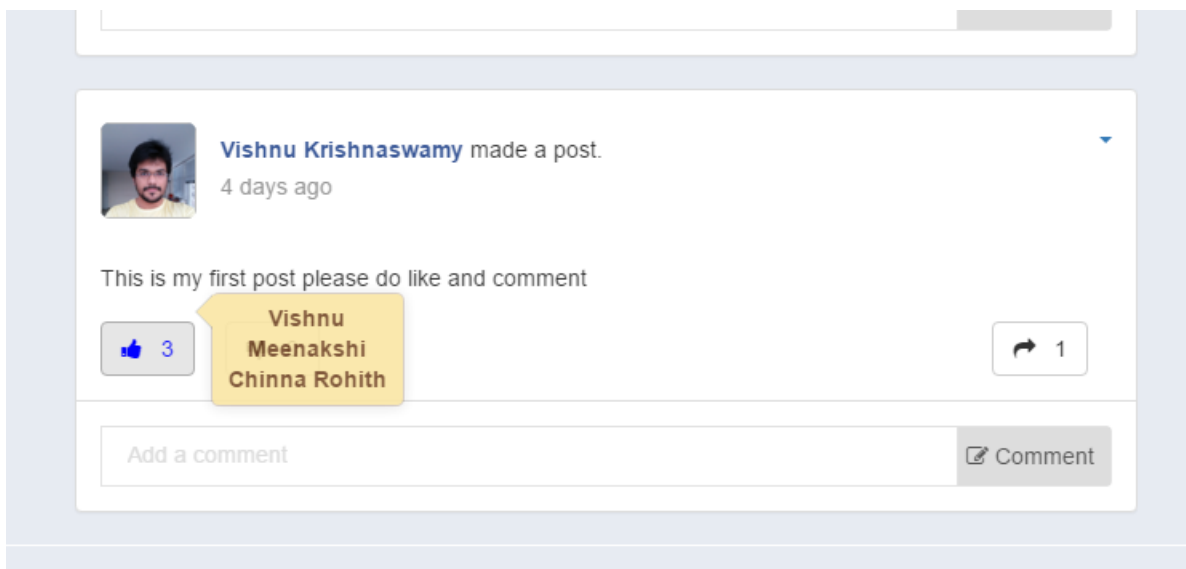 Vishnu Krishnaswamy made a post.
4 days ago
This is my first post please do like and comment
3
Vishnu
Meenakshi
Chinna Rohith
1
Add a comment
Comment